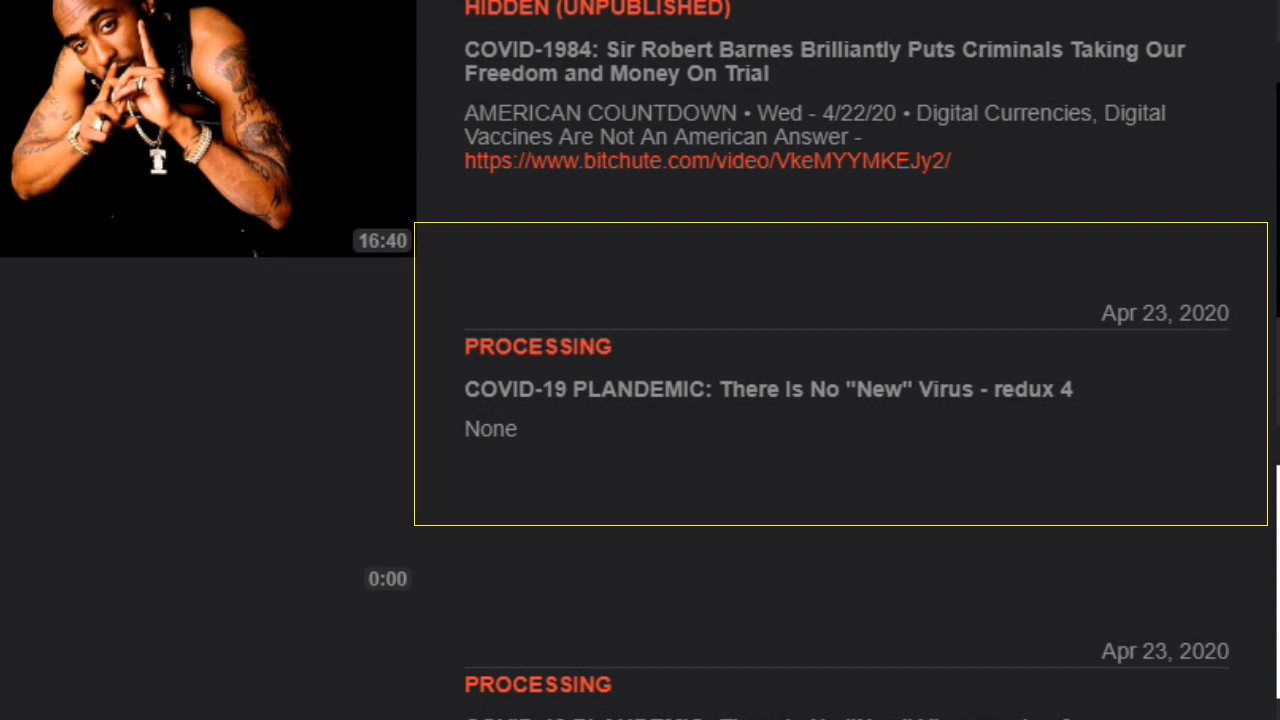 HIDDEN (UNPUBLISHED)
COVID-1984: Sir Robert Barnes Brilliantly Puts Criminals Taking Our
Freedom and Money On Trial
AMERICAN COUNTDOWN • Wed - 4/22/20 • Digital Currencies, Digital
Vaccines Are Not An American Answer -
https://www.bitchute.com/video/VkeMYYMKEJy2/
16:40
Apr 23, 2020
PROCESSING
COVID-19 PLANDEMIC: There Is No "New" Virus - redux 4
None
0:00
Apr 23, 2020
PROCESSING